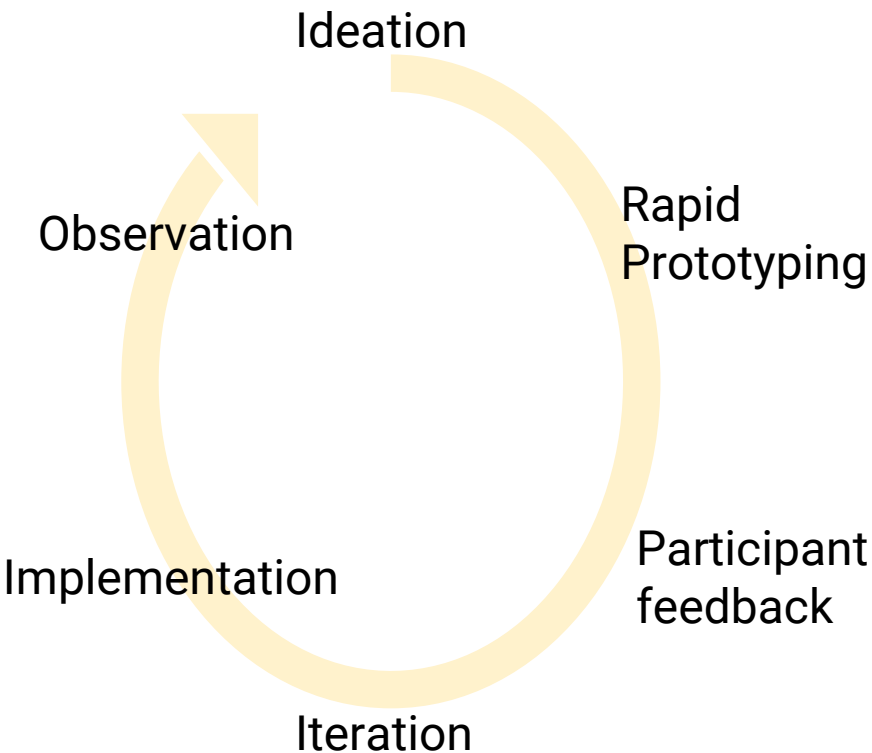 Ideation
Rapid
Prototyping
Participant
feedback
Iteration
Implementation
Observation